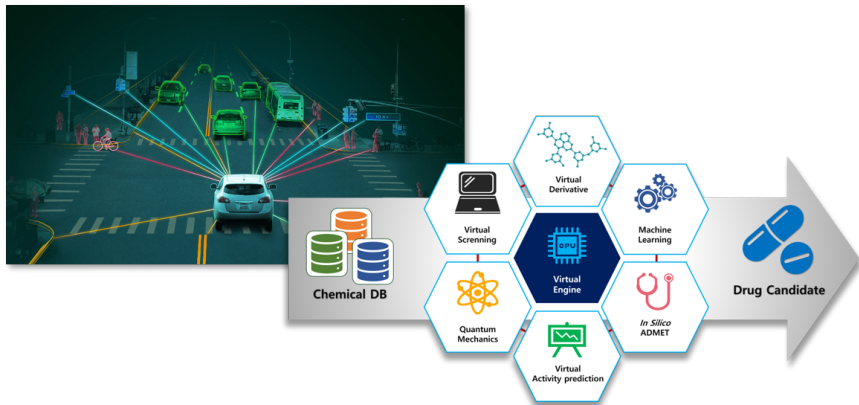 Chemical DB
Virtual
Screnning
Virtual
Derivative
Machine
Learning
CPU
Virtual
Engine
Quantum
Mechanics
Virtual
Activity prediction
In Silico
ADMET
Drug Candidate